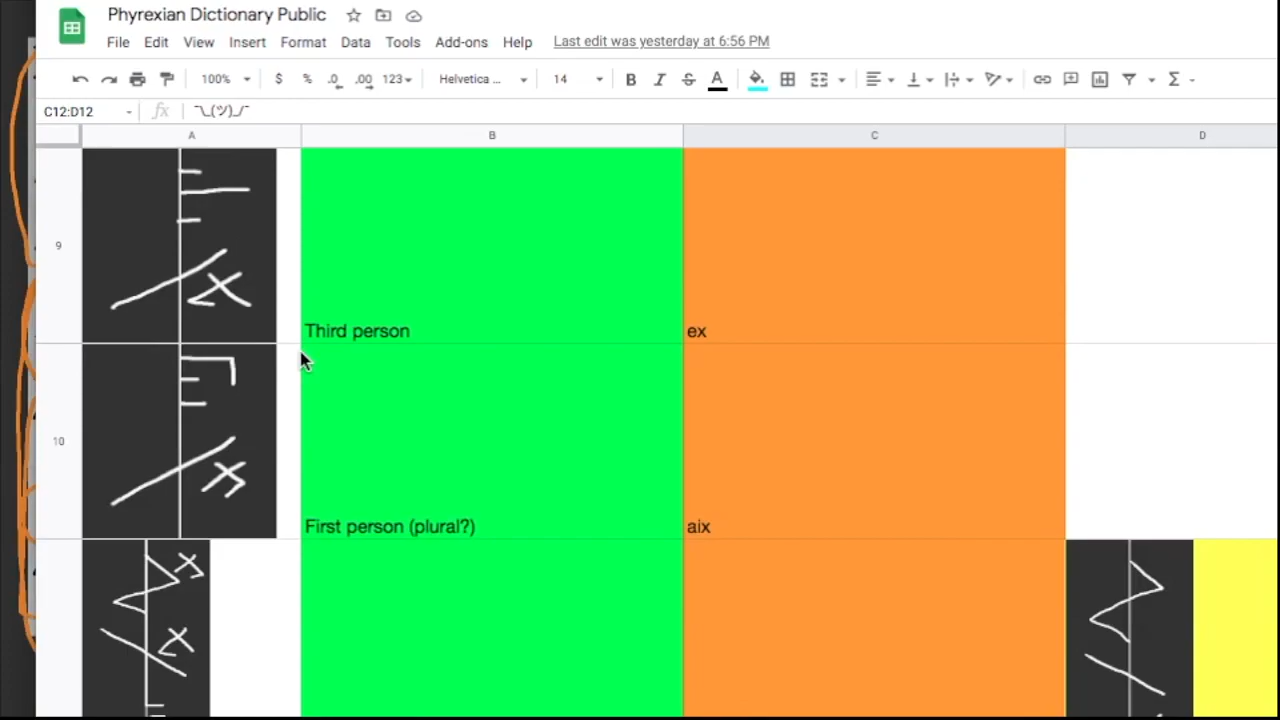 Phyrexian Dictionary Public
File Edit View Insert Format Data Tools Add-ons Help Last edit was yesterday at 6:56 PM
100% $ % .0 .00 123 Helvetica ... 14 B I S A Σ
C12:D12 fx ¯\_(ツ)_/¯
A B C D
9
Third person ex
10
First person (plural?) aix